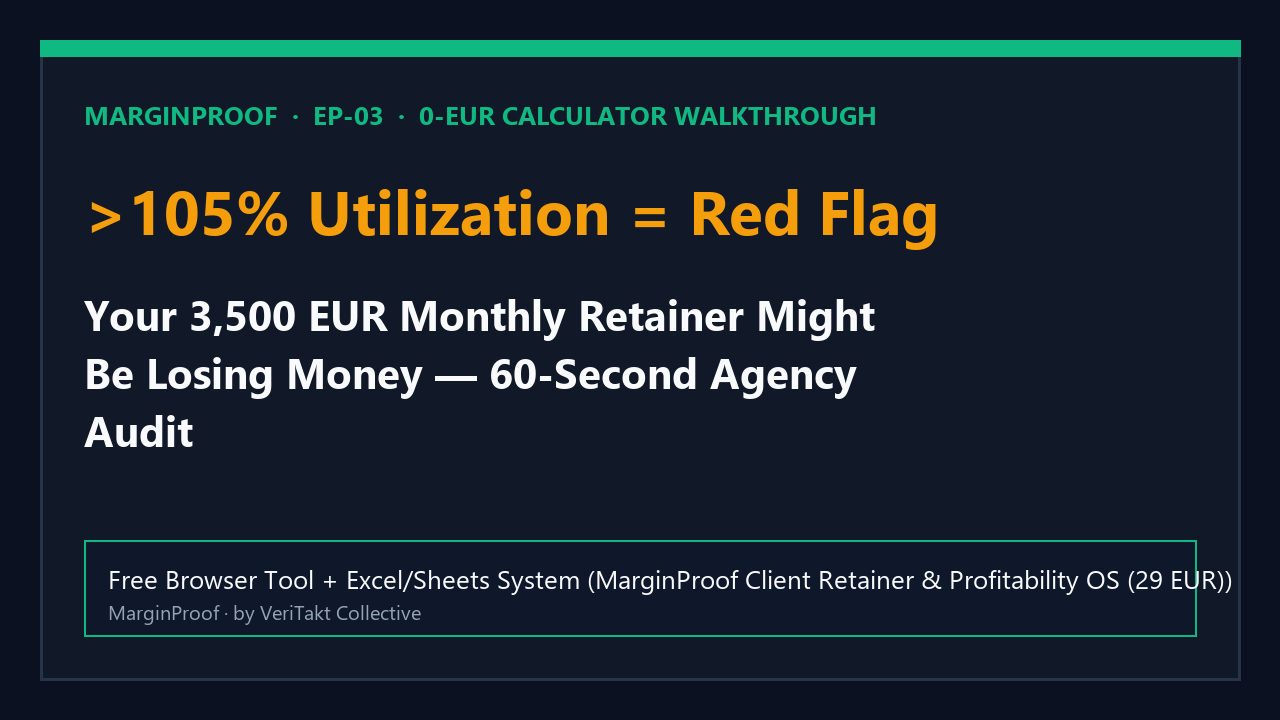 MARGINPROOF · EP-03 · 0-EUR CALCULATOR WALKTHROUGH
>105% Utilization = Red Flag
Your 3,500 EUR Monthly Retainer Might
Be Losing Money — 60-Second Agency
Audit
Free Browser Tool + Excel/Sheets System (MarginProof Client Retainer & Profitability OS (29 EUR))
MarginProof · by VeriTakt Collective